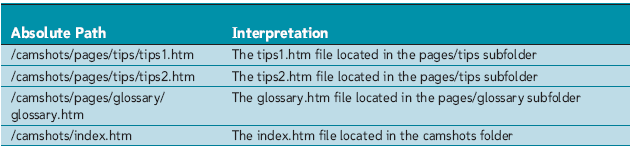 Absolute Path Interpretation
/camshots/pages/tips/tips1.htm The tips1.htm file located in the pages/tips subfolder
/camshots/pages/tips/tips2.htm The tips2.htm file located in the pages/tips subfolder
/camshots/pages/glossary/ The glossary.htm file located in the pages/glossary subfolder
glossary.htm
/camshots/index.htm The index.htm file located in the camshots folder